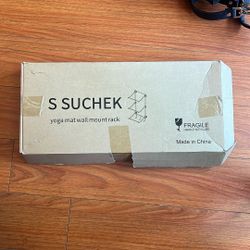 S SUCHEK
yoga mat wall mount rack
FRAGILE
Made in China